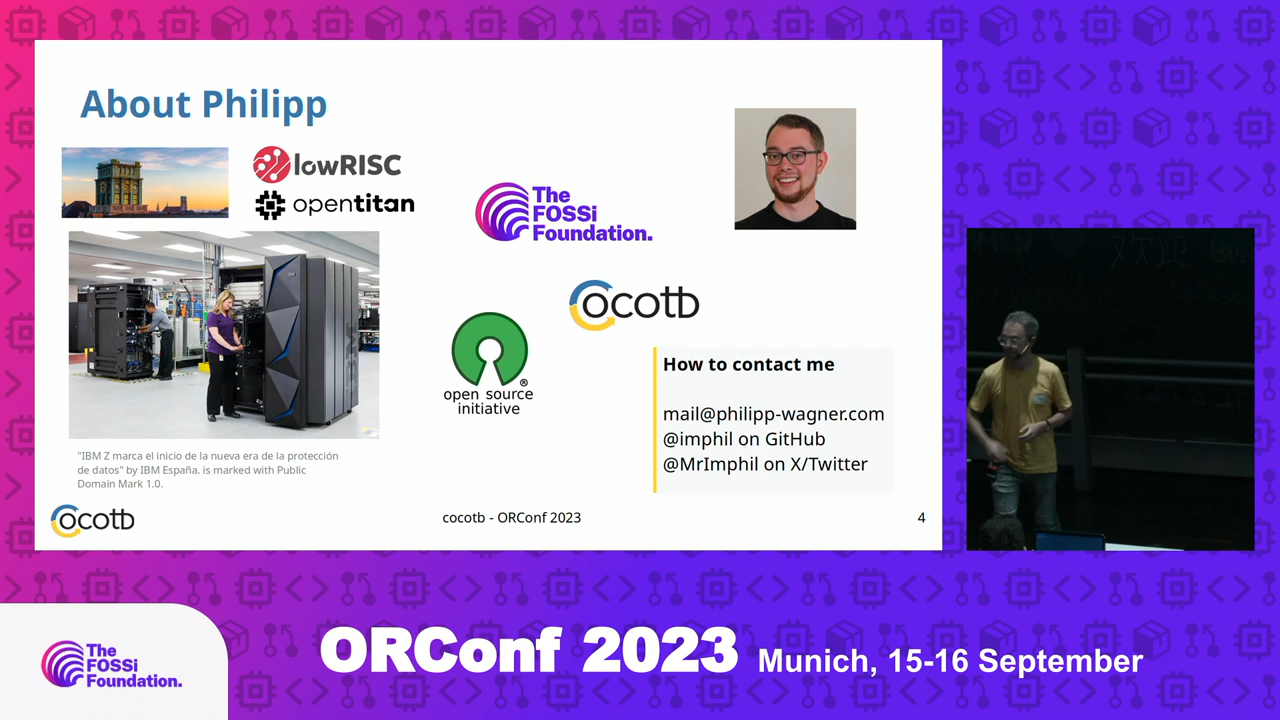 About Philipp
lowRISC
opentitan
The
FOSSi
Foundation.
cocotb
open source
initiative
"IBM Z marca el inicio de la nueva era de la protección
de datos" by IBM España. is marked with Public
Domain Mark 1.0.
How to contact me
mail@philipp-wagner.com
@imphil on GitHub
@MrImphil on X/Twitter
cocotb
cocotb - ORConf 2023
4
欢迎
The
FOSSi
Foundation.
ORConf 2023
Munich, 15-16 September